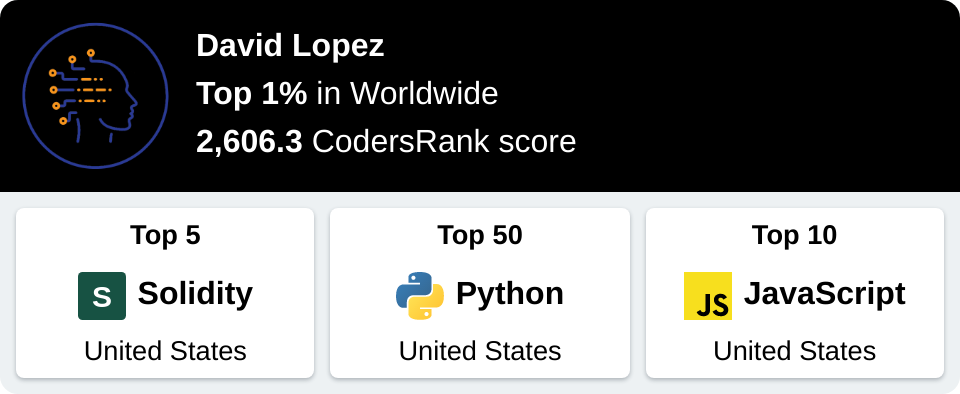 David Lopez
Top 1% in Worldwide
2,606.3 CodersRank score
Top 5
S Solidity
United States
Top 50
Python
United States
Top 10
JS JavaScript
United States